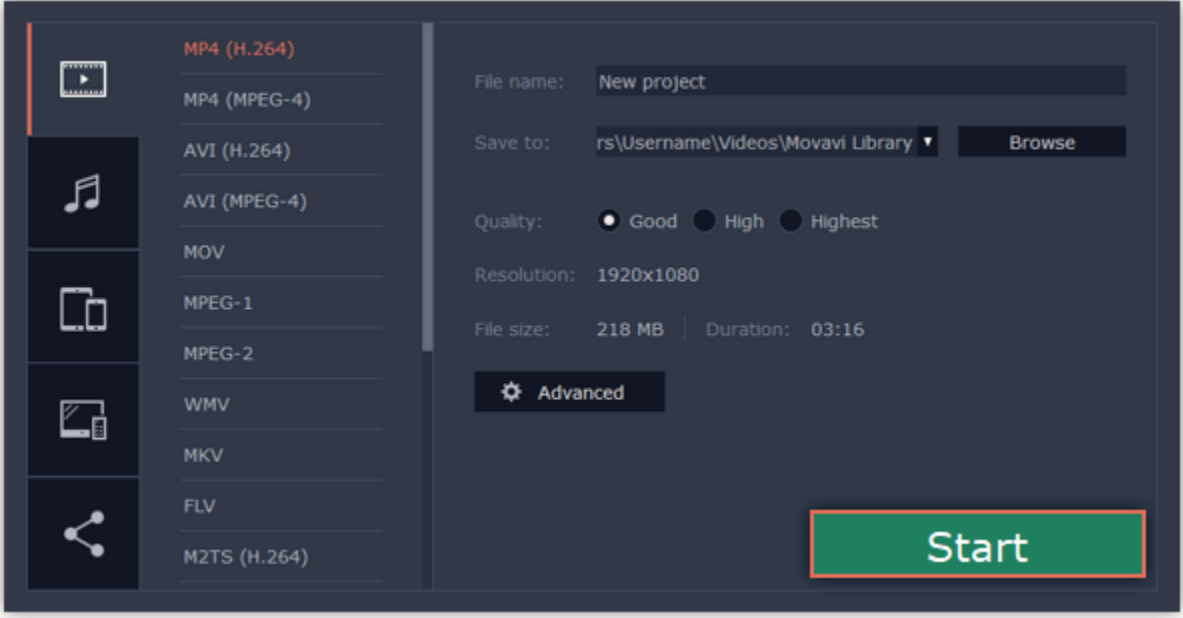 MP4 (H.264)
MP4 (MPEG-4)
AVI (H.264)
AVI (MPEG-4)
MOV
MPEG-1
MPEG-2
WMV
MKV
FLV
M2TS (H.264)
File name: New project
Save to: rs\Username\Videos\Movavi Library Browse
Quality: Good High Highest
Resolution: 1920x1080
File size: 218 MB Duration: 03:16
Advanced
Start